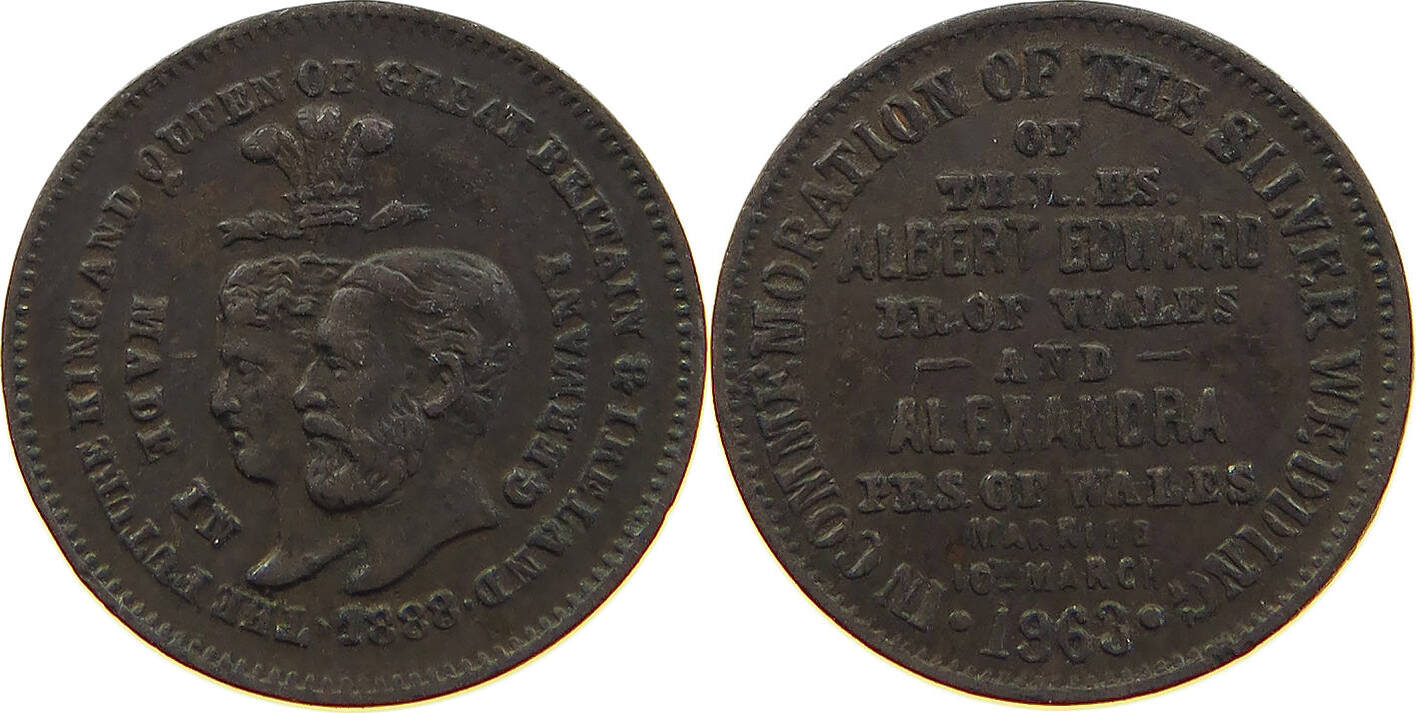 THE FUTURE KING AND QUEEN OF GREAT BRITAIN & IRELAND · 1888 ·
MADE IN GERMANY
IN COMMEMORATION OF THE SILVER WEDDING
OF
TH.R.HS.
ALBERT EDWARD
PR.OF WALES
— AND —
ALEXANDRA
PRS.OF WALES
MARRIED
10TH MARCH
• 1863 •